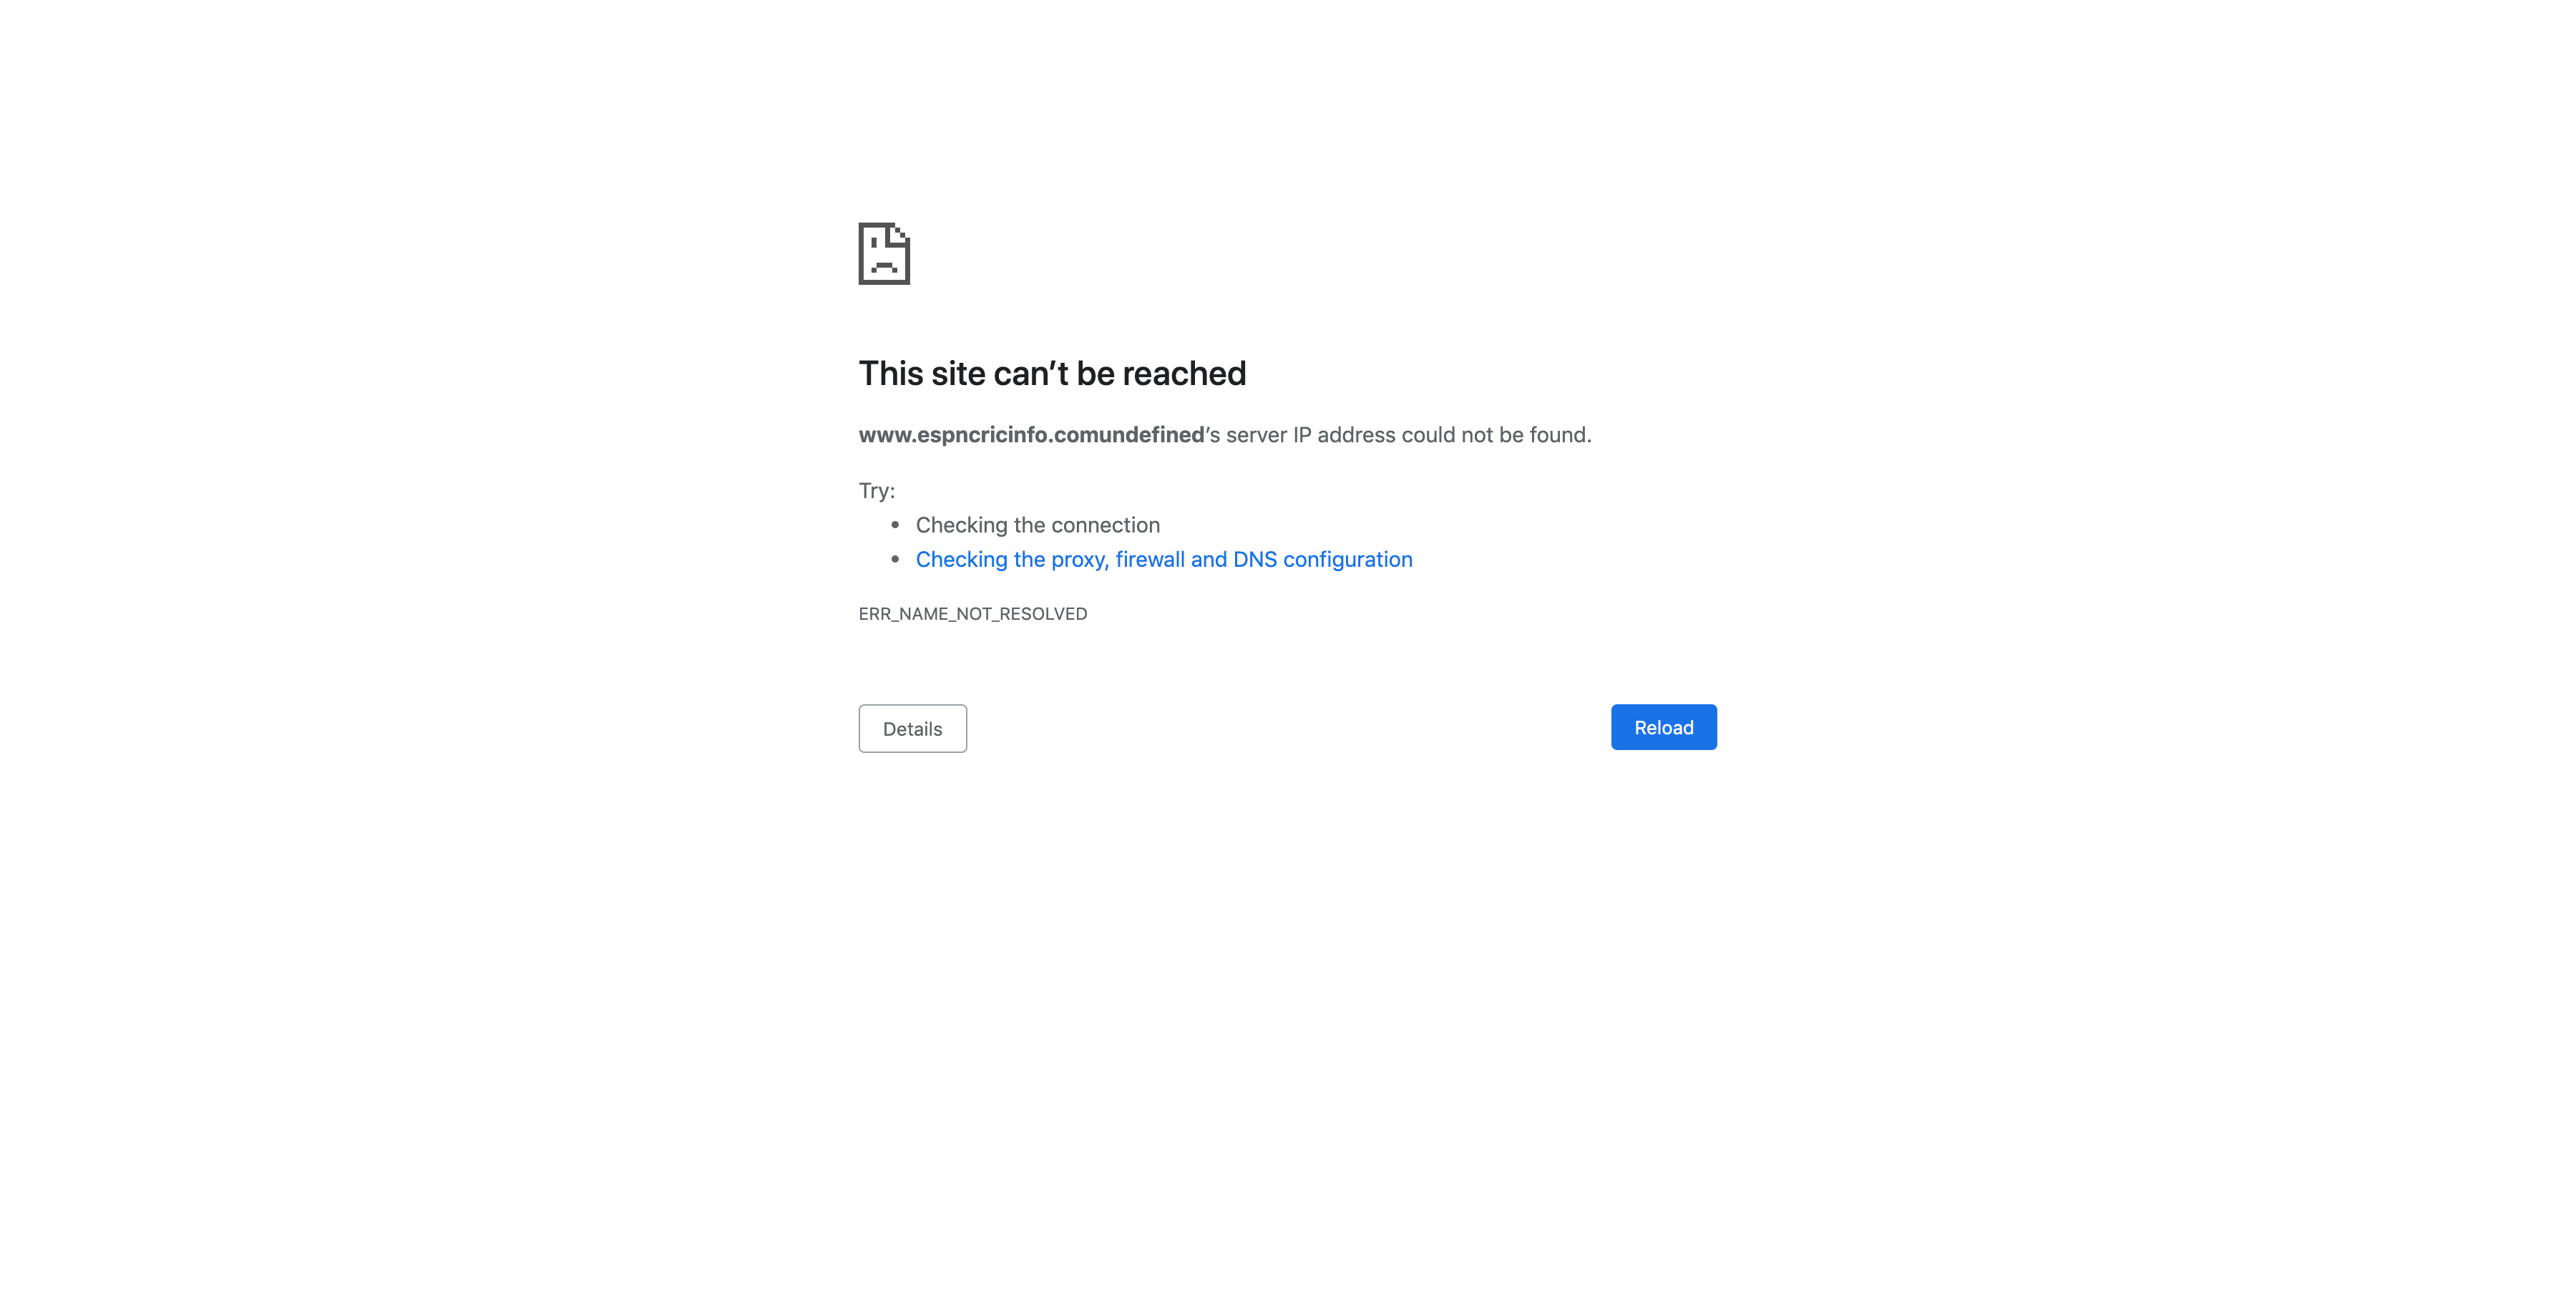 This site can’t be reached
www.espncricinfo.comundefined’s server IP address could not be found.
Try:
• Checking the connection
• Checking the proxy, firewall and DNS configuration
ERR_NAME_NOT_RESOLVED
Details
Reload